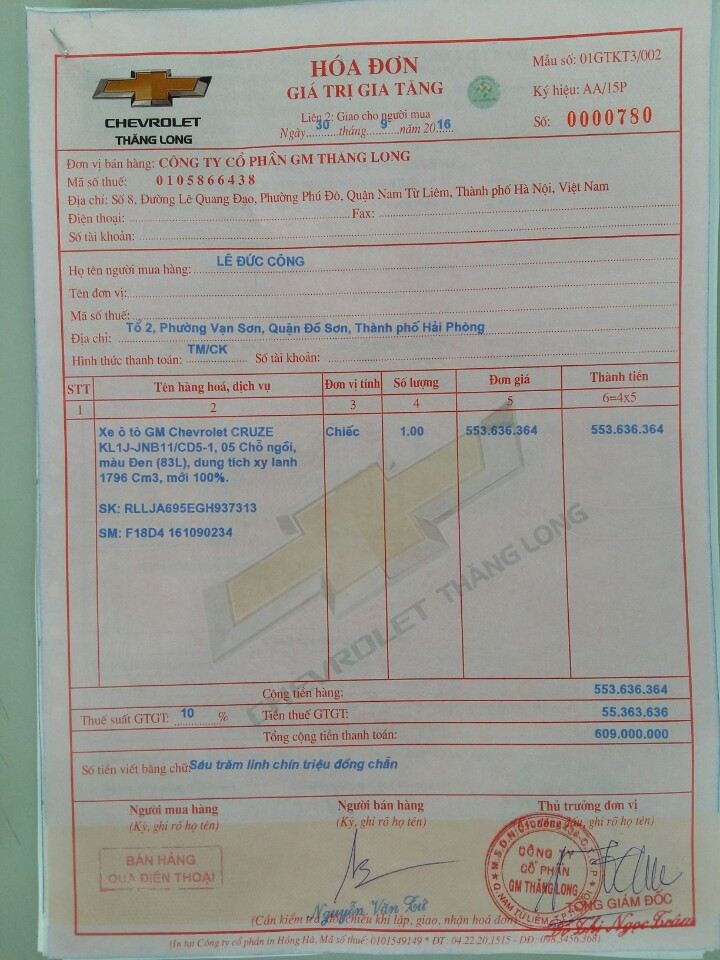 CHEVROLET
THĂNG LONG
HÓA ĐƠN
GIÁ TRỊ GIA TĂNG
Liên 2: Giao cho người mua
Ngày 30 tháng 9 năm 2016
Mẫu số: 01GTKT3/002
Ký hiệu: AA/15P
Số: 0000780
Đơn vị bán hàng: CÔNG TY CỔ PHẦN GM THĂNG LONG
Mã số thuế: 0105866438
Địa chỉ: Số 8, Đường Lê Quang Đạo, Phường Phú Đô, Quận Nam Từ Liêm, Thành phố Hà Nội, Việt Nam
Điện thoại: Fax:
Số tài khoản:
Họ tên người mua hàng: LÊ ĐỨC CÔNG
Tên đơn vị:
Mã số thuế:
Địa chỉ: Tổ 2, Phường Vạn Sơn, Quận Đồ Sơn, Thành phố Hải Phòng
Hình thức thanh toán: TM/CK Số tài khoản:
STT Tên hàng hoá, dịch vụ Đơn vị tính Số lượng Đơn giá Thành tiền
1 2 3 4 5 6=4x5
Xe ô tô GM Chevrolet CRUZE Chiếc 1.00 553.636.364 553.636.364
KL1J-JNB11/CD5-1, 05 Chỗ ngồi,
màu Đen (83L), dung tích xy lanh
1796 Cm3, mới 100%.
SK: RLLJA695EGH937313
SM: F18D4 161090234
CHEVROLET THĂNG LONG
Cộng tiền hàng: 553.636.364
Thuế suất GTGT: 10 % Tiền thuế GTGT: 55.363.636
Tổng cộng tiền thanh toán: 609.000.000
Số tiền viết bằng chữ: Sáu trăm linh chín triệu đồng chẵn
Người mua hàng Người bán hàng Thủ trưởng đơn vị
(Ký, ghi rõ họ tên) (Ký, ghi rõ họ tên) dấu, ghi rõ họ tên)
BÁN HÀNG
QUA ĐIỆN THOẠI
CÔNG TY
CỔ PHẦN
GM THĂNG LONG
TỔNG GIÁM ĐỐC
Nguyễn Văn Cừ
Thị Ngọc Trâm
(Cần kiểm tra đối chiếu khi lập, giao, nhận hoá đơn)
(In tại Công ty cổ phần in Hồng Hà, Mã số thuế: 0101549149 * ĐT: 04.22.20.1515 - DĐ: 098.3456.368)